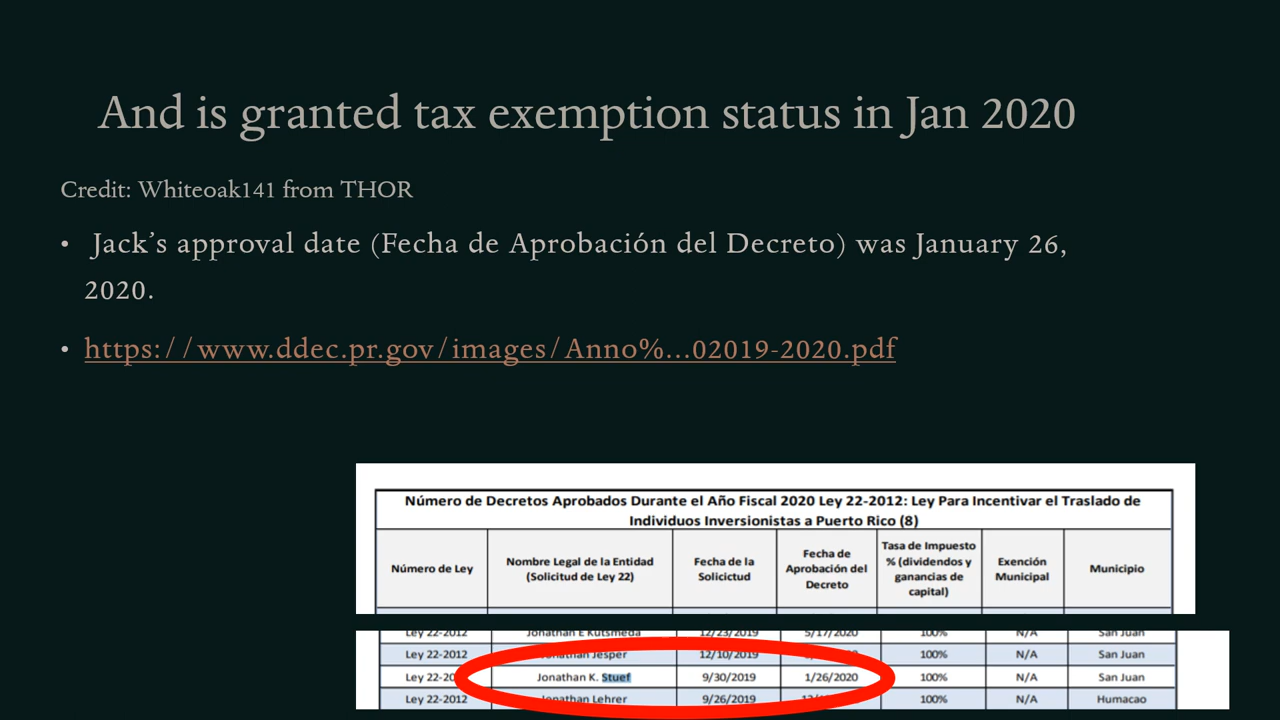 And is granted tax exemption status in Jan 2020
Credit: Whiteoak141 from THOR
• Jack's approval date (Fecha de Aprobación del Decreto) was January 26,
2020.
• https://www.ddec.pr.gov/images/Anno%...02019-2020.pdf
Número de Decretos Aprobados Durante el Año Fiscal 2020 Ley 22-2012: Ley Para Incentivar el Traslado de
Individuos Inversionistas a Puerto Rico (8)
Número de Ley
Nombre Legal de la Entidad
(Solicitud de Ley 22)
Fecha de la
Solicictud
Fecha de
Aprobación del
Decreto
Tasa de Impuesto
% (dividendos y
ganancias de
capital)
Exención
Municipal
Municipio
Ley 22-2012 Jonathan E Kutsmeda 12/23/2019 5/17/2020 100% N/A San Juan
Ley 22-2012 Jonathan Jesper 12/10/2019 100% N/A San Juan
Ley 22-20 Jonathan K. Stuef 9/30/2019 1/26/2020 100% N/A San Juan
Ley 22-2012 Jonathan Lehrer 9/26/2019 100% N/A Humacao